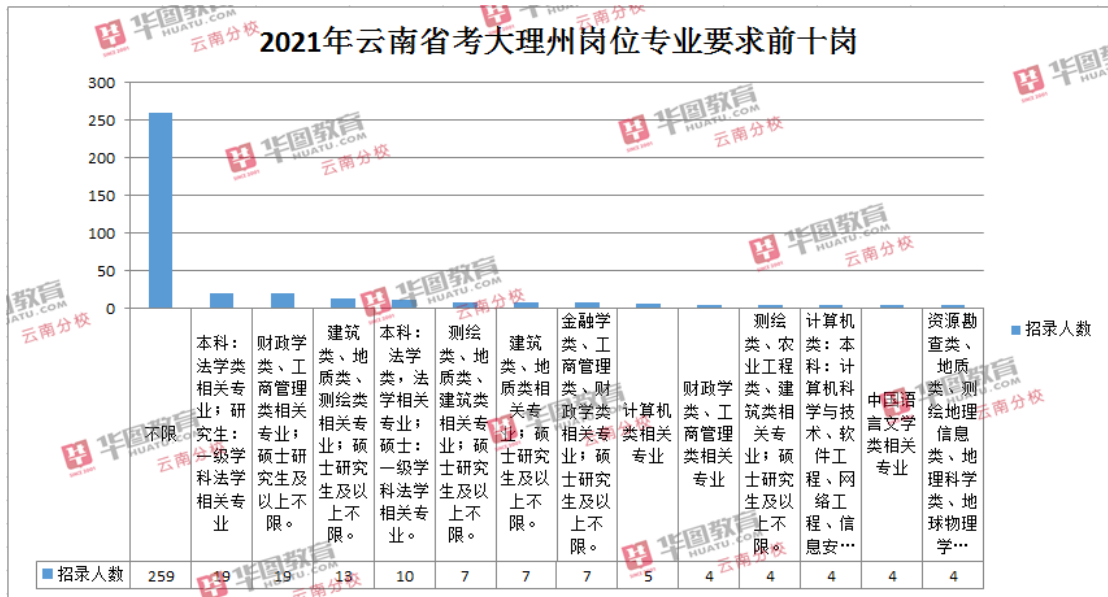 2021年云南省考大理州岗位专业要求前十岗
300
250
200
150
100
50
0
不限
本科：
法学类
相关专
业；研
究生：
一级学
科法学
相关专
业
财政学
类、工
商管理
类相关
专业；
硕士研
究生及
以上不
限。
建筑
类、地
质类、
测绘类
相关专
业；硕
士研究
生及以
上不
限。
本科：
法学
类，法
学相关
专业；
硕士：
一级学
科法学
相关专
业。
测绘
类、地
质类、
建筑类
相关专
业；硕
士研究
生及以
上不
限。
建筑
类、地
质类相
关专
业；硕
士研究
生及以
上不
限。
金融学
类、工
商管理
类、财
政学类
相关专
业；硕
士研究
生及以
上不
限。
计算机
类相关
专业
财政学
类、工
商管理
类相关
专业
测绘
类、农
业工程
类、建
筑类相
关专
业；硕
士研究
生及以
上不
限。
计算机
类：本
科：计
算机科
学与技
术、软
件工
程、网
络工
程、信
息安…
中国语
言文学
类相关
专业
资源勘
查类、
地质
类、测
绘地理
信息
类、地
理科学
类、地
球物理
学…
招录人数
招录人数 259 19 19 13 10 7 7 7 5 4 4 4 4 4
华图教育
HUATU.COM
云南分校
SINCE 2001